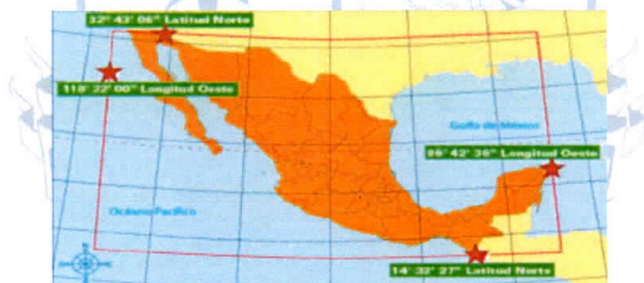 32° 43' 06" Latitud Norte
118° 22' 00" Longitud Oeste
Golfo de México
86° 42' 36" Longitud Oeste
Océano Pacífico
14° 32' 27" Latitud Norte